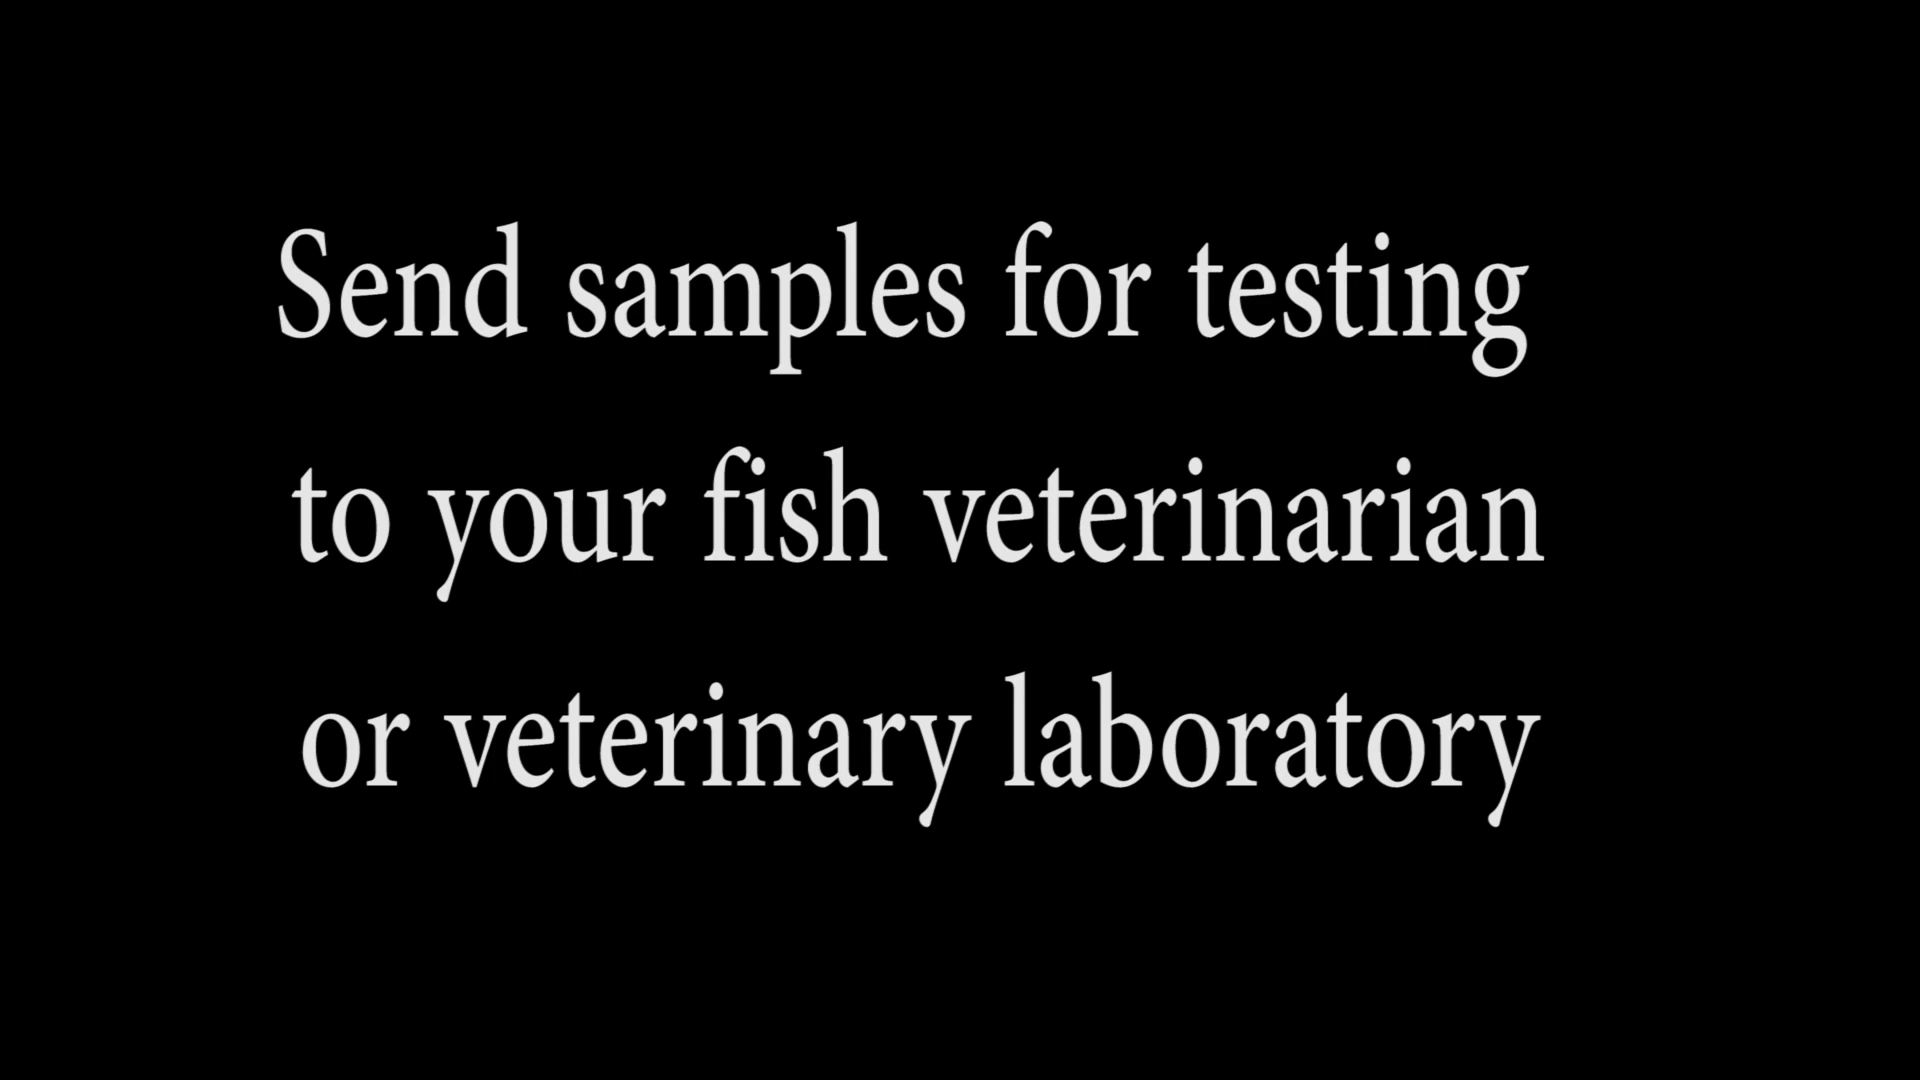 Send samples for testing
to your fish veterinarian
or veterinary laboratory